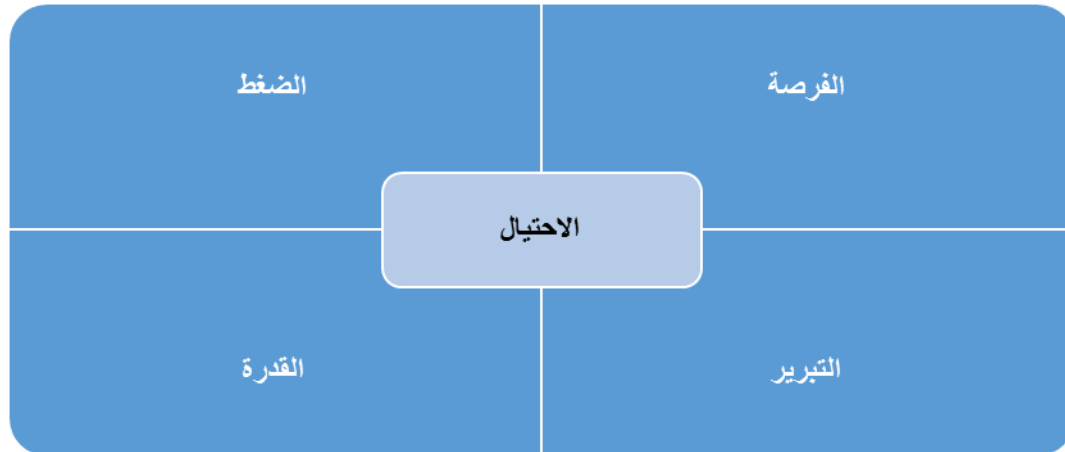 الفرصة
الضغط
الاحتيال
التبرير
القدرة